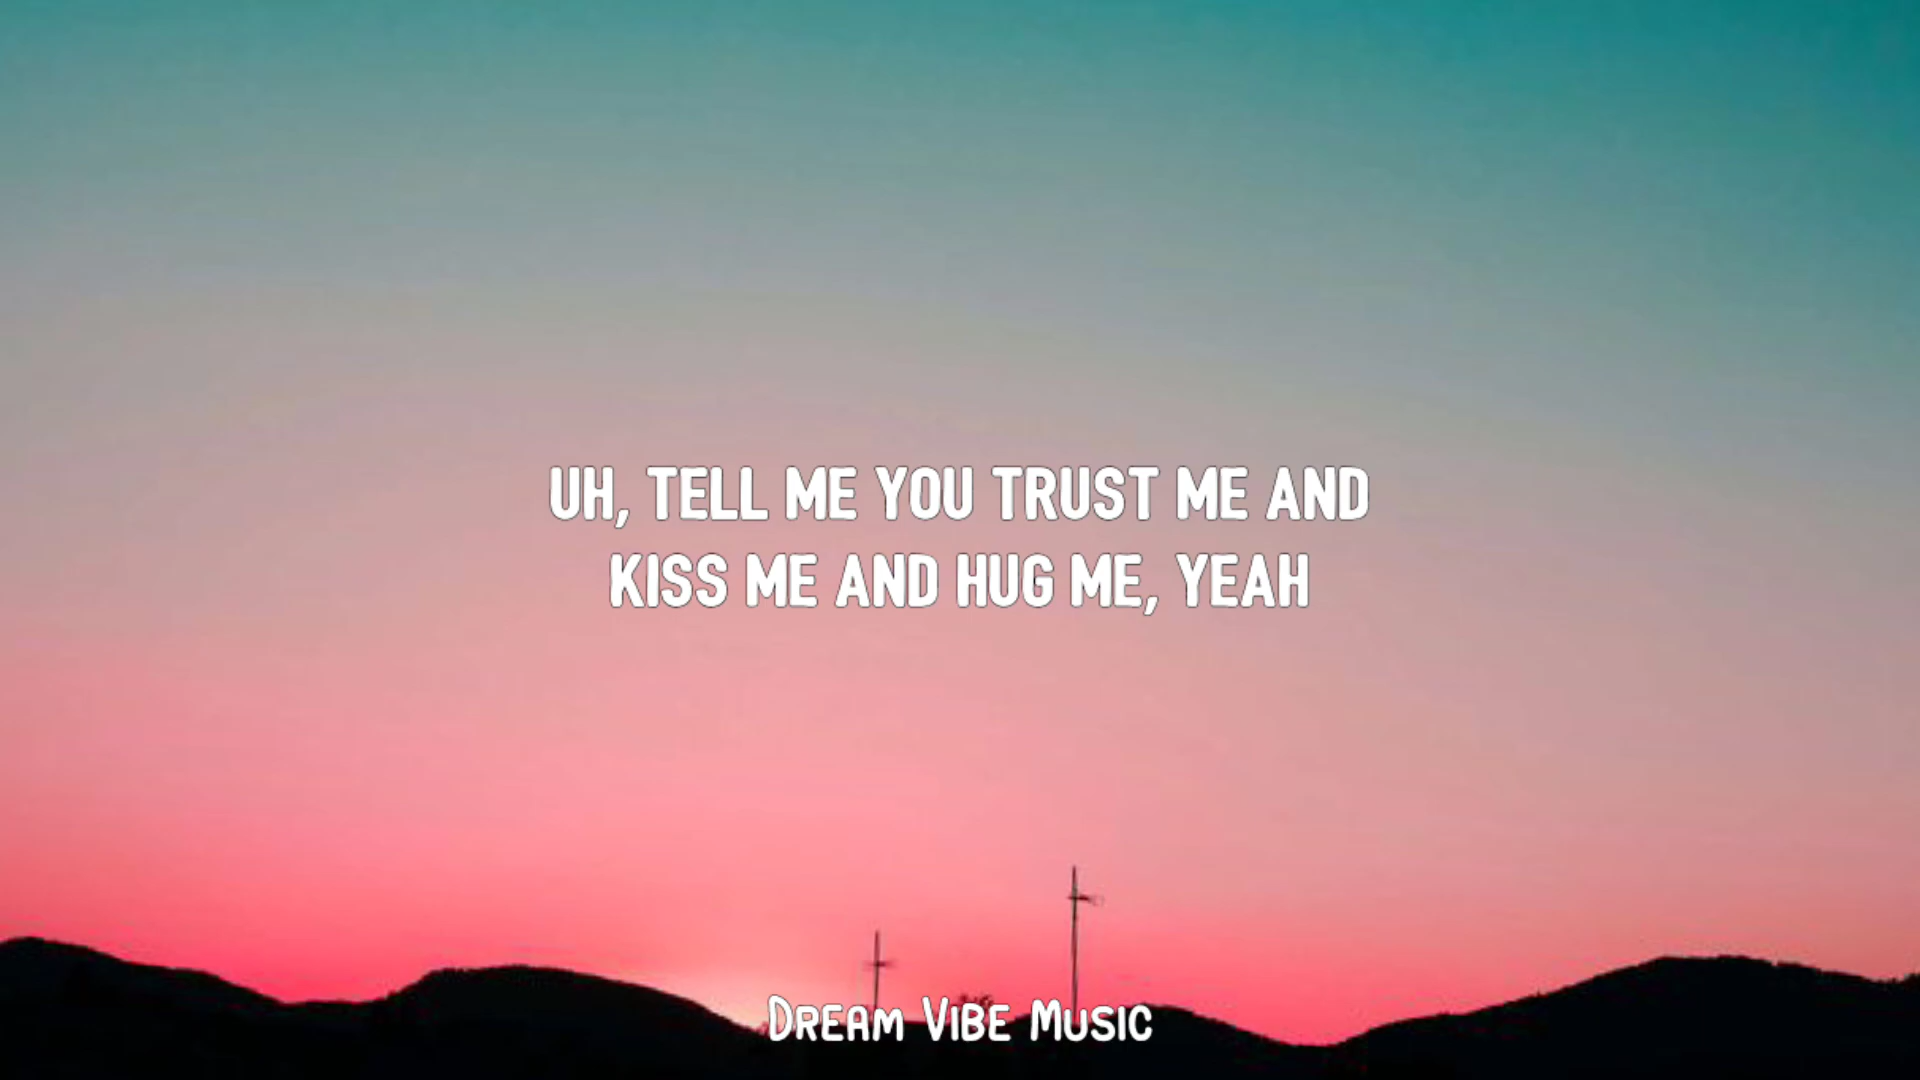 UH, TELL ME YOU TRUST ME AND
KISS ME AND HUG ME, YEAH
DREAM VIBE MUSIC